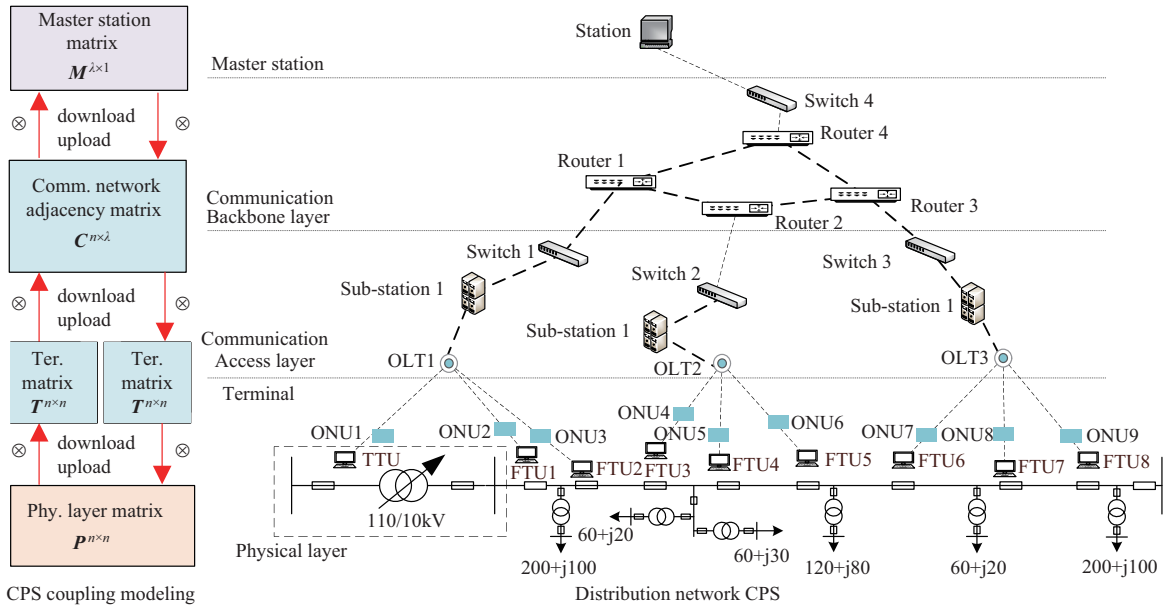 Master station
matrix
M^{λ×1}
⊗
download
upload
⊗
Comm. network
adjacency matrix
C^{n×λ}
⊗
download
upload
⊗
Ter.
matrix
T^{n×n}
Ter.
matrix
T^{n×n}
⊗
download
upload
⊗
Phy. layer matrix
P^{n×n}
CPS coupling modeling
Station
Master station
Switch 4
Router 4
Router 1
Communication
Backbone layer
Router 2
Router 3
Switch 1
Switch 2
Switch 3
Sub-station 1
Sub-station 1
Sub-station 1
Communication
Access layer
OLT1
OLT2
OLT3
Terminal
ONU1
ONU2
ONU3
ONU4
ONU5
ONU6
ONU7
ONU8
ONU9
TTU
FTU1
FTU2
FTU3
FTU4
FTU5
FTU6
FTU7
FTU8
110/10kV
Physical layer
200+j100
60+j20
60+j30
120+j80
60+j20
200+j100
Distribution network CPS